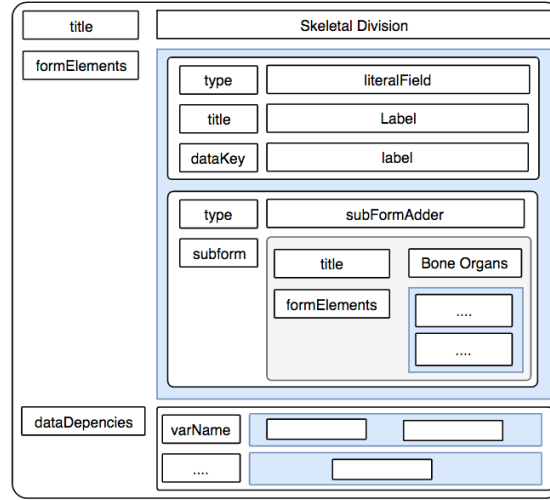 title Skeletal Division
formElements
type literalField
title Label
dataKey label
type subFormAdder
subform
title Bone Organs
formElements ....
....
dataDepencies varName
....